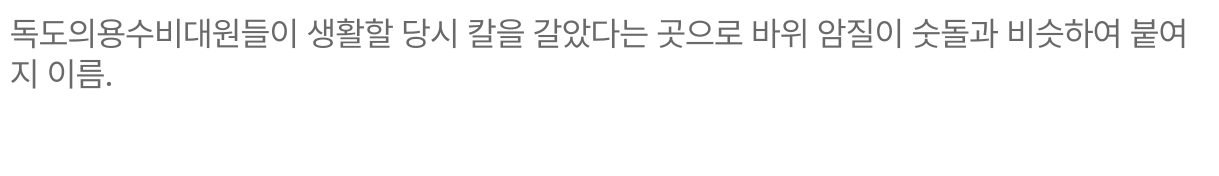 독도의용수비대원들이 생활할 당시 칼을 갈았다는 곳으로 바위 암질이 숫돌과 비슷하여 붙여
지 이름.